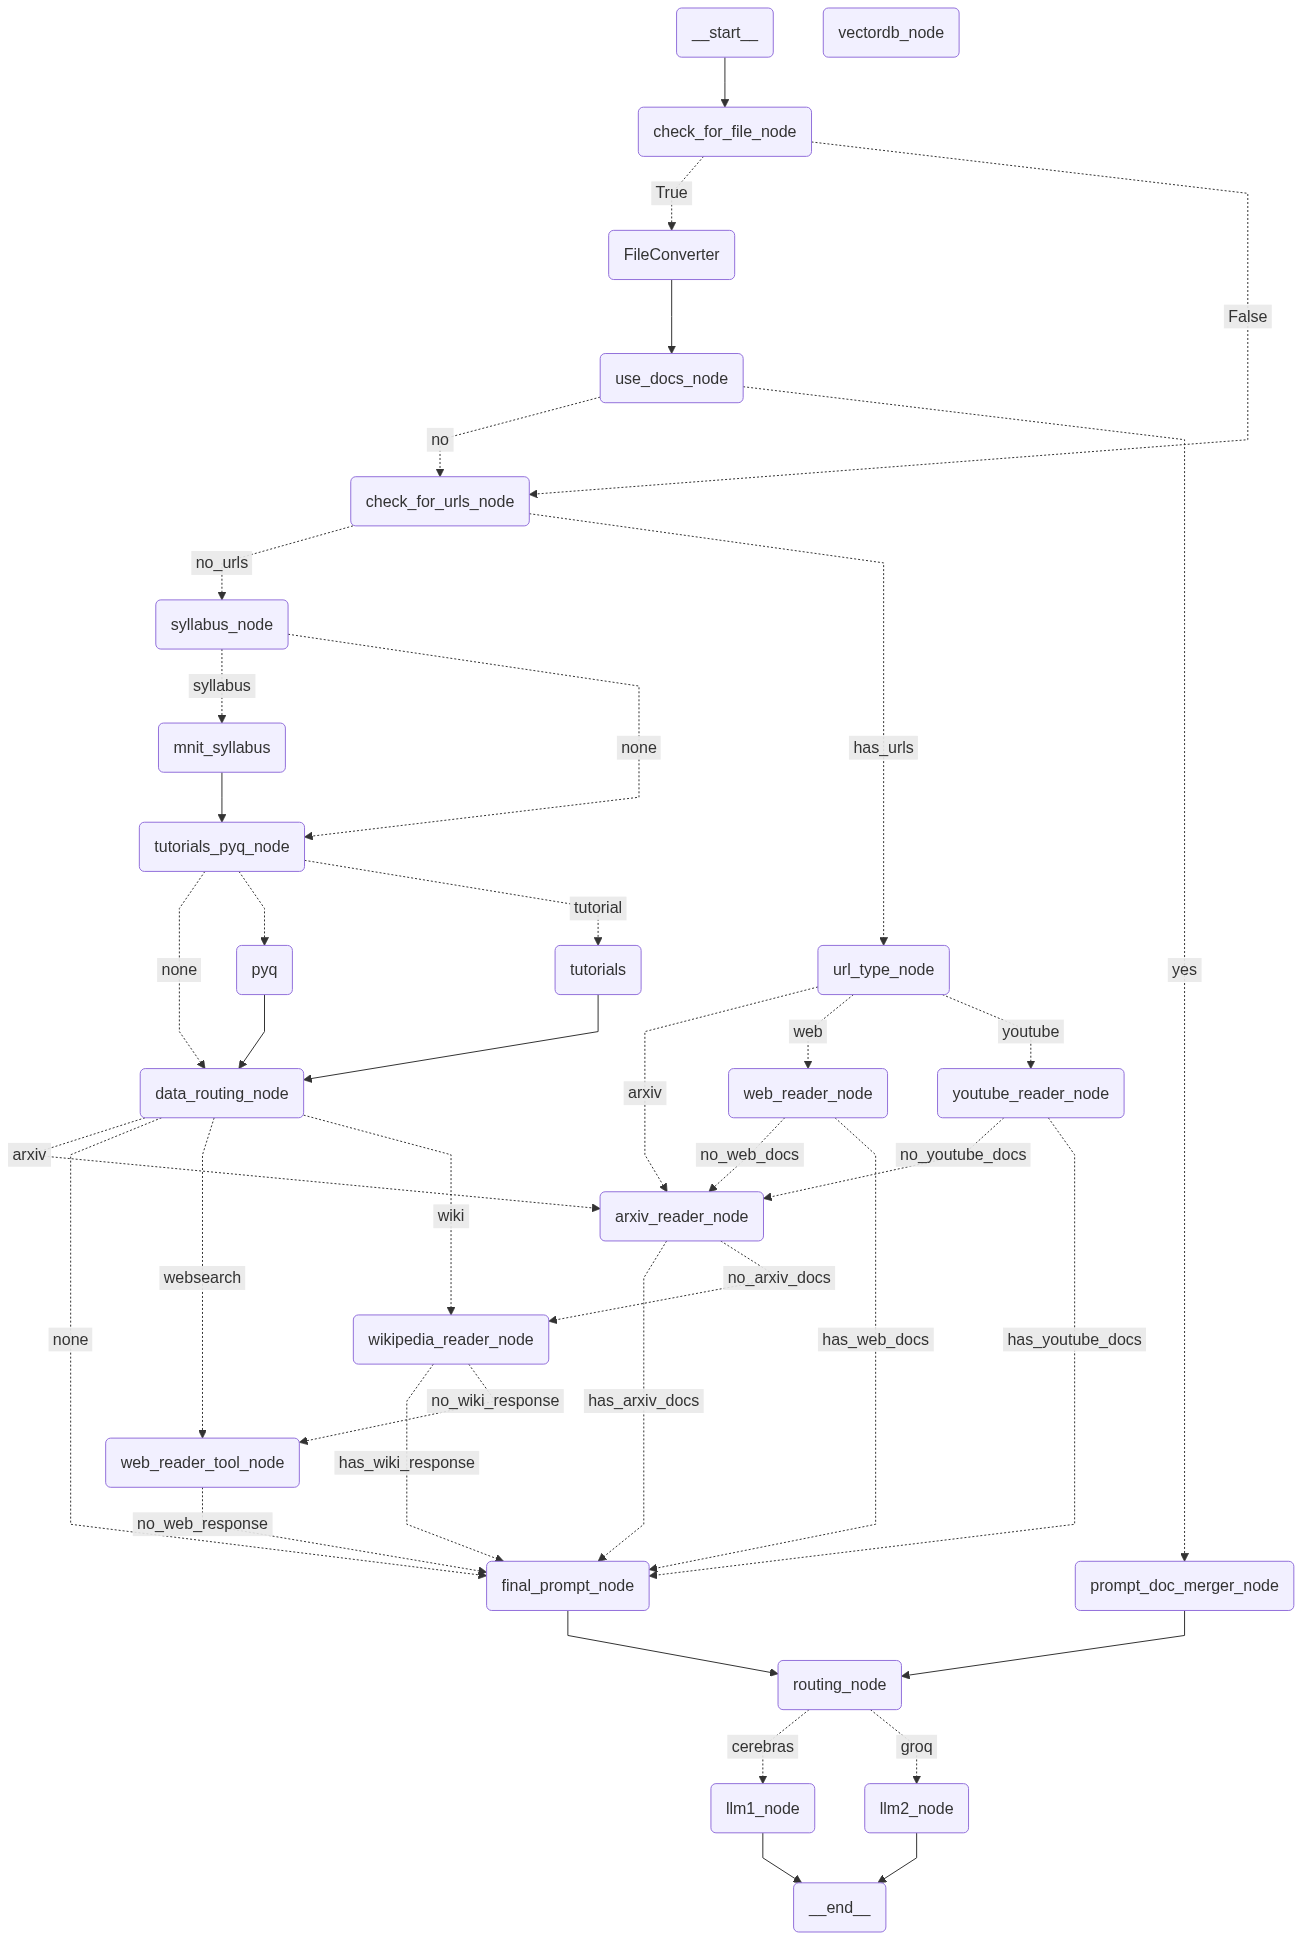 __start__
vectordb_node
check_for_file_node
True
FileConverter
False
use_docs_node
no
check_for_urls_node
no_urls
syllabus_node
syllabus
mnit_syllabus
none
has_urls
tutorials_pyq_node
tutorial
none
pyq
tutorials
url_type_node
yes
web
youtube
data_routing_node
arxiv
web_reader_node
youtube_reader_node
arxiv
no_web_docs
no_youtube_docs
wiki
arxiv_reader_node
websearch
no_arxiv_docs
none
wikipedia_reader_node
has_web_docs
has_youtube_docs
no_wiki_response
has_arxiv_docs
web_reader_tool_node
has_wiki_response
no_web_response
final_prompt_node
prompt_doc_merger_node
routing_node
cerebras
groq
llm1_node
llm2_node
__end__